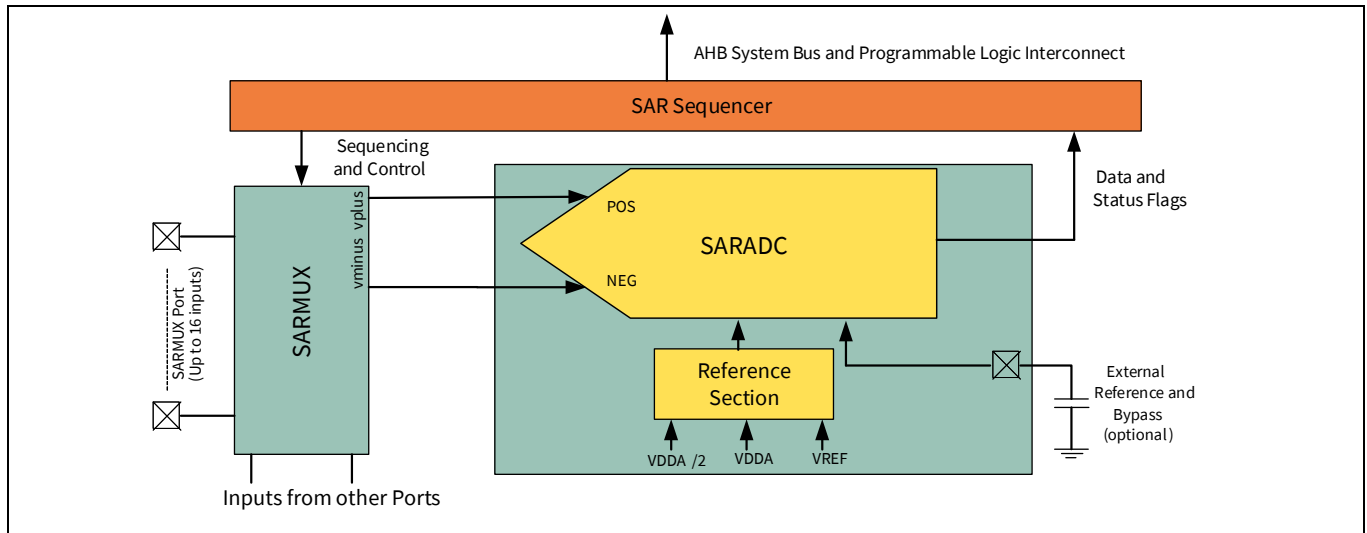 AHB System Bus and Programmable Logic Interconnect
SAR Sequencer
Sequencing
and Control
Data and
Status Flags
vminus vplus
POS
SARADC
NEG
SARMUX
SARMUX Port
(Up to 16 inputs)
Reference
Section
External
Reference and
Bypass
(optional)
VDDA /2
VDDA
VREF
Inputs from other Ports